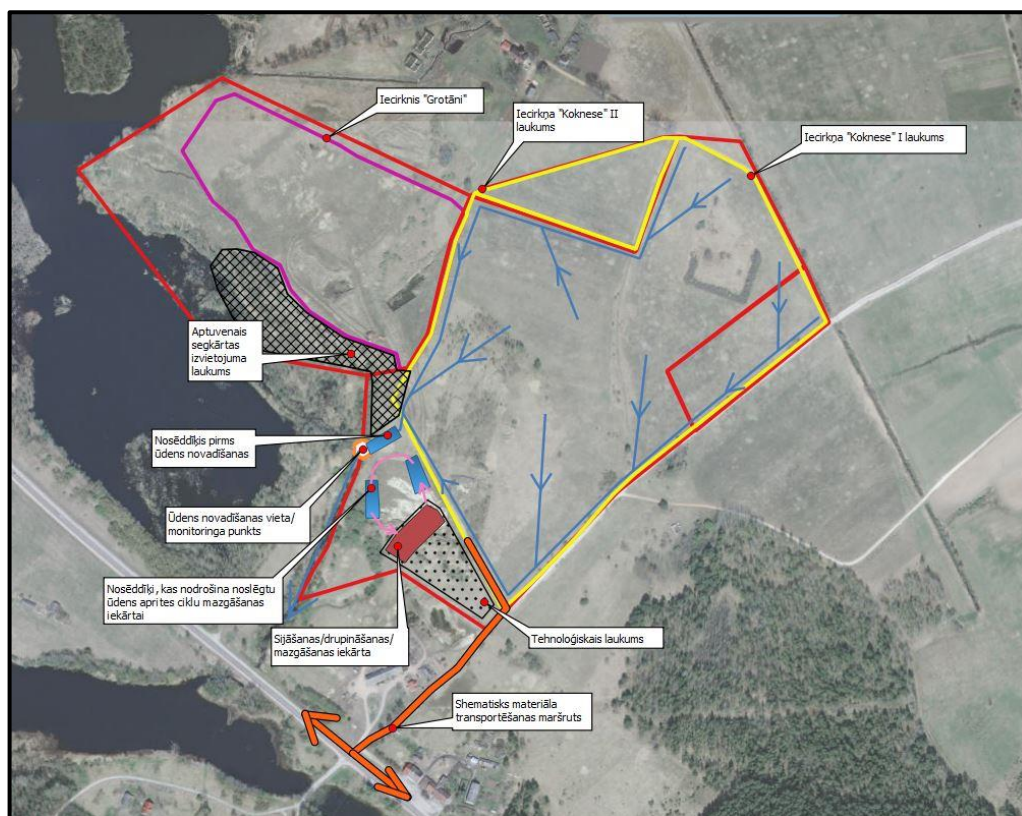 Iecirknis "Grotāni"
Iecirkņa "Koknese" II
laukums
Iecirkņa "Koknese" I laukums
Aptuvenais
segkārtas
izvietojuma
laukums
Nosēddīķis pirms
ūdens novadīšanas
Ūdens novadīšanas vieta/
monitoringa punkts
Nosēddīķi, kas nodrošina noslēgtu
ūdens aprites ciklu mazgāšanas
iekārtai
Sijāšanas/drupināšanas/
mazgāšanas iekārta
Tehnoloģiskais laukums
Shematisks materiāla
transportēšanas maršruts